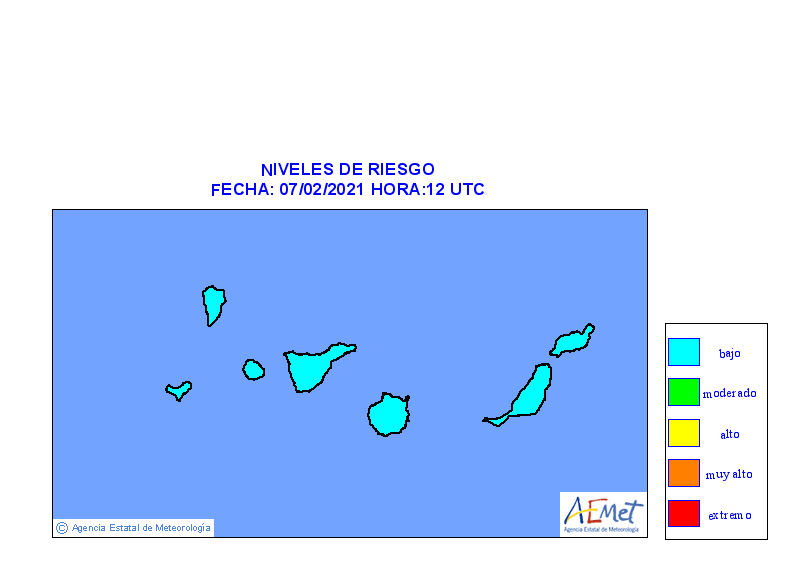 NIVELES DE RIESGO
FECHA: 07/02/2021 HORA:12 UTC
bajo
moderado
alto
muy alto
extremo
AEMet
Agencia Estatal de Meteorología
© Agencia Estatal de Meteorología